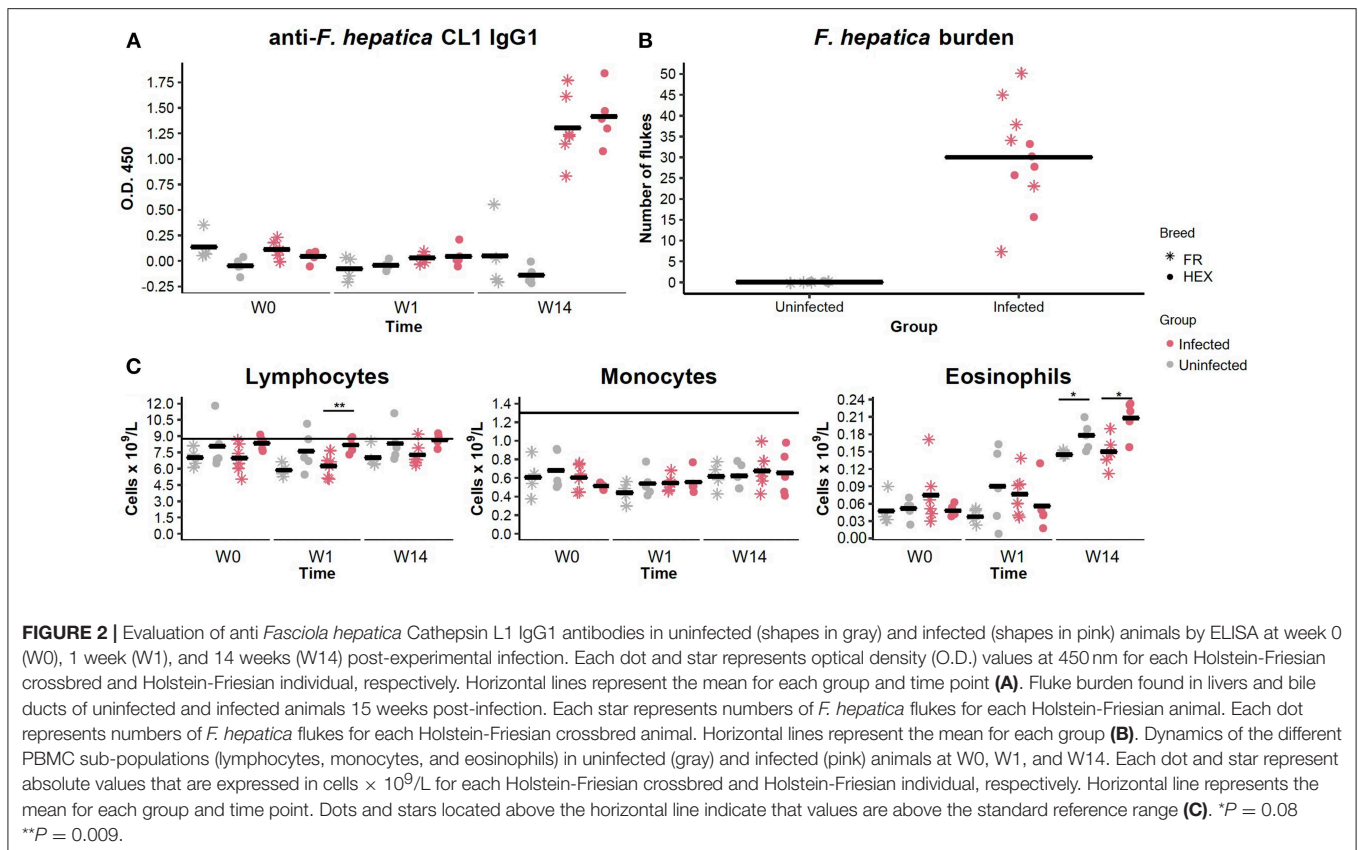 A
anti-F. hepatica CL1 IgG1
O.D. 450
1.75
1.50
1.25
1.00
0.75
0.50
0.25
0.00
-0.25
W0 W1 W14
Time
B
F. hepatica burden
Number of flukes
50
45
40
35
30
25
20
15
10
5
0
Uninfected Infected
Group
Breed
FR
HEX
Group
Infected
Uninfected
C
Lymphocytes
Cells x 10⁹/L
12.0
10.5
9.0
7.5
6.0
4.5
3.0
1.5
0.0
**
W0 W1 W14
Time
Monocytes
Cells x 10⁹/L
1.4
1.2
1.0
0.8
0.6
0.4
0.2
0.0
W0 W1 W14
Time
Eosinophils
Cells x 10⁹/L
0.24
0.21
0.18
0.15
0.12
0.09
0.06
0.03
0.00
* *
W0 W1 W14
Time
FIGURE 2 | Evaluation of anti Fasciola hepatica Cathepsin L1 IgG1 antibodies in uninfected (shapes in gray) and infected (shapes in pink) animals by ELISA at week 0
(W0), 1 week (W1), and 14 weeks (W14) post-experimental infection. Each dot and star represents optical density (O.D.) values at 450 nm for each Holstein-Friesian
crossbred and Holstein-Friesian individual, respectively. Horizontal lines represent the mean for each group and time point (A). Fluke burden found in livers and bile
ducts of uninfected and infected animals 15 weeks post-infection. Each star represents numbers of F. hepatica flukes for each Holstein-Friesian animal. Each dot
represents numbers of F. hepatica flukes for each Holstein-Friesian crossbred animal. Horizontal lines represent the mean for each group (B). Dynamics of the different
PBMC sub-populations (lymphocytes, monocytes, and eosinophils) in uninfected (gray) and infected (pink) animals at W0, W1, and W14. Each dot and star represent
absolute values that are expressed in cells × 10⁹/L for each Holstein-Friesian crossbred and Holstein-Friesian individual, respectively. Horizontal line represents the
mean for each group and time point. Dots and stars located above the horizontal line indicate that values are above the standard reference range (C). *P = 0.08
**P = 0.009.